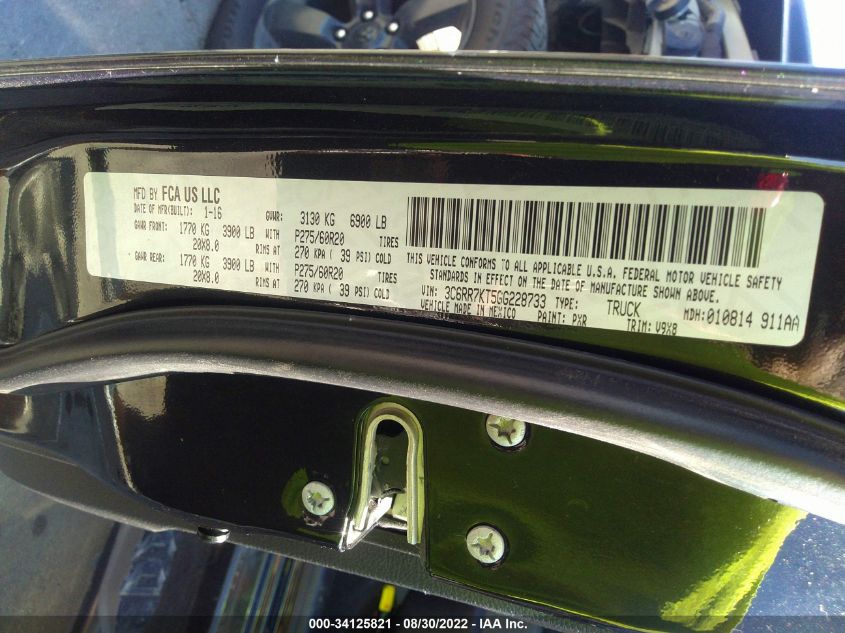 MFD BY FCA US LLC
DATE OF MFR(BUILT): 1-16 GVWR: 3130 KG 6900 LB
GAWR FRONT: 1770 KG 3900 LB WITH P275/60R20 TIRES
20X8.0 RIMS AT 270 KPA ( 39 PSI) COLD
GAWR REAR: 1770 KG 3900 LB WITH P275/60R20 TIRES
20X8.0 RIMS AT 270 KPA ( 39 PSI) COLD
THIS VEHICLE CONFORMS TO ALL APPLICABLE U.S.A. FEDERAL MOTOR VEHICLE SAFETY
STANDARDS IN EFFECT ON THE DATE OF MANUFACTURE SHOWN ABOVE.
VIN: 3C6RR7KT5GG228733 TYPE: TRUCK MDH:010814 911AA
VEHICLE MADE IN MEXICO PAINT: PXR TRIM: V9X8
000-34125821 - 08/30/2022 - IAA Inc.